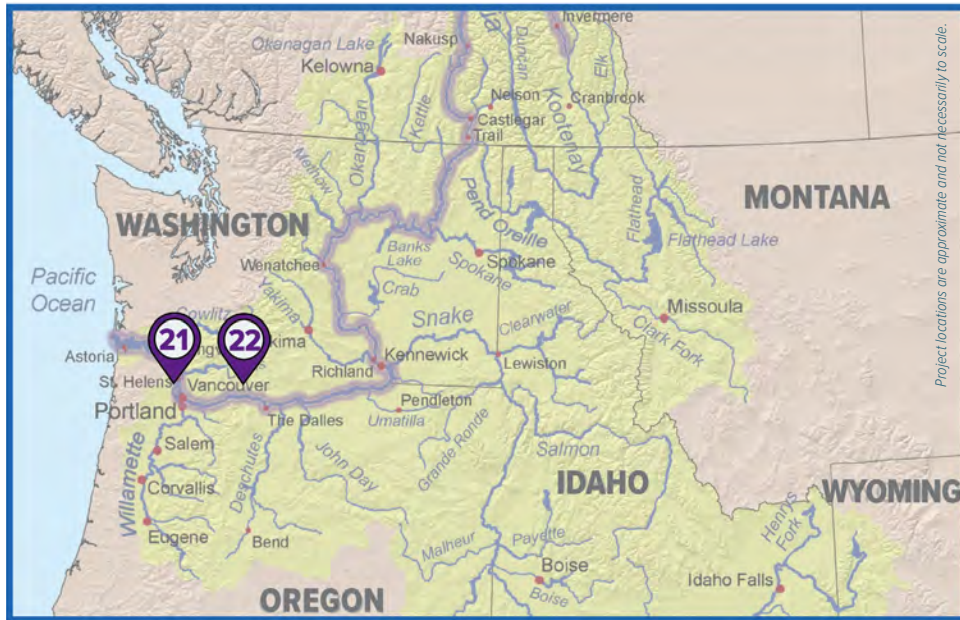 Invermere
Nakusp
Okanagan Lake
Duncan
Elk
Kelowna
Nelson
Cranbrook
Kettle
Kootenay
Castlegar
Trail
Okanogan
Methow
MONTANA
Pend Oreille
Flathead
WASHINGTON
Flathead Lake
Banks
Lake
Spokane
Spokane
Wenatchee
Pacific
Ocean
Crab
Yakima
Missoula
Snake
Clearwater
Clark Fork
Cowlitz
21
22
Astoria
Kennewick
Richland
Lewiston
St. Helens
Vancouver
Pendleton
Portland
The Dalles
Umatilla
Grande Ronde
Salem
Salmon
Willamette
Deschutes
John Day
IDAHO
WYOMING
Corvallis
Henrys
Fork
Eugene
Bend
Malheur
Payette
Boise
Boise
Idaho Falls
OREGON
Project locations are approximate and not necessarily to scale.